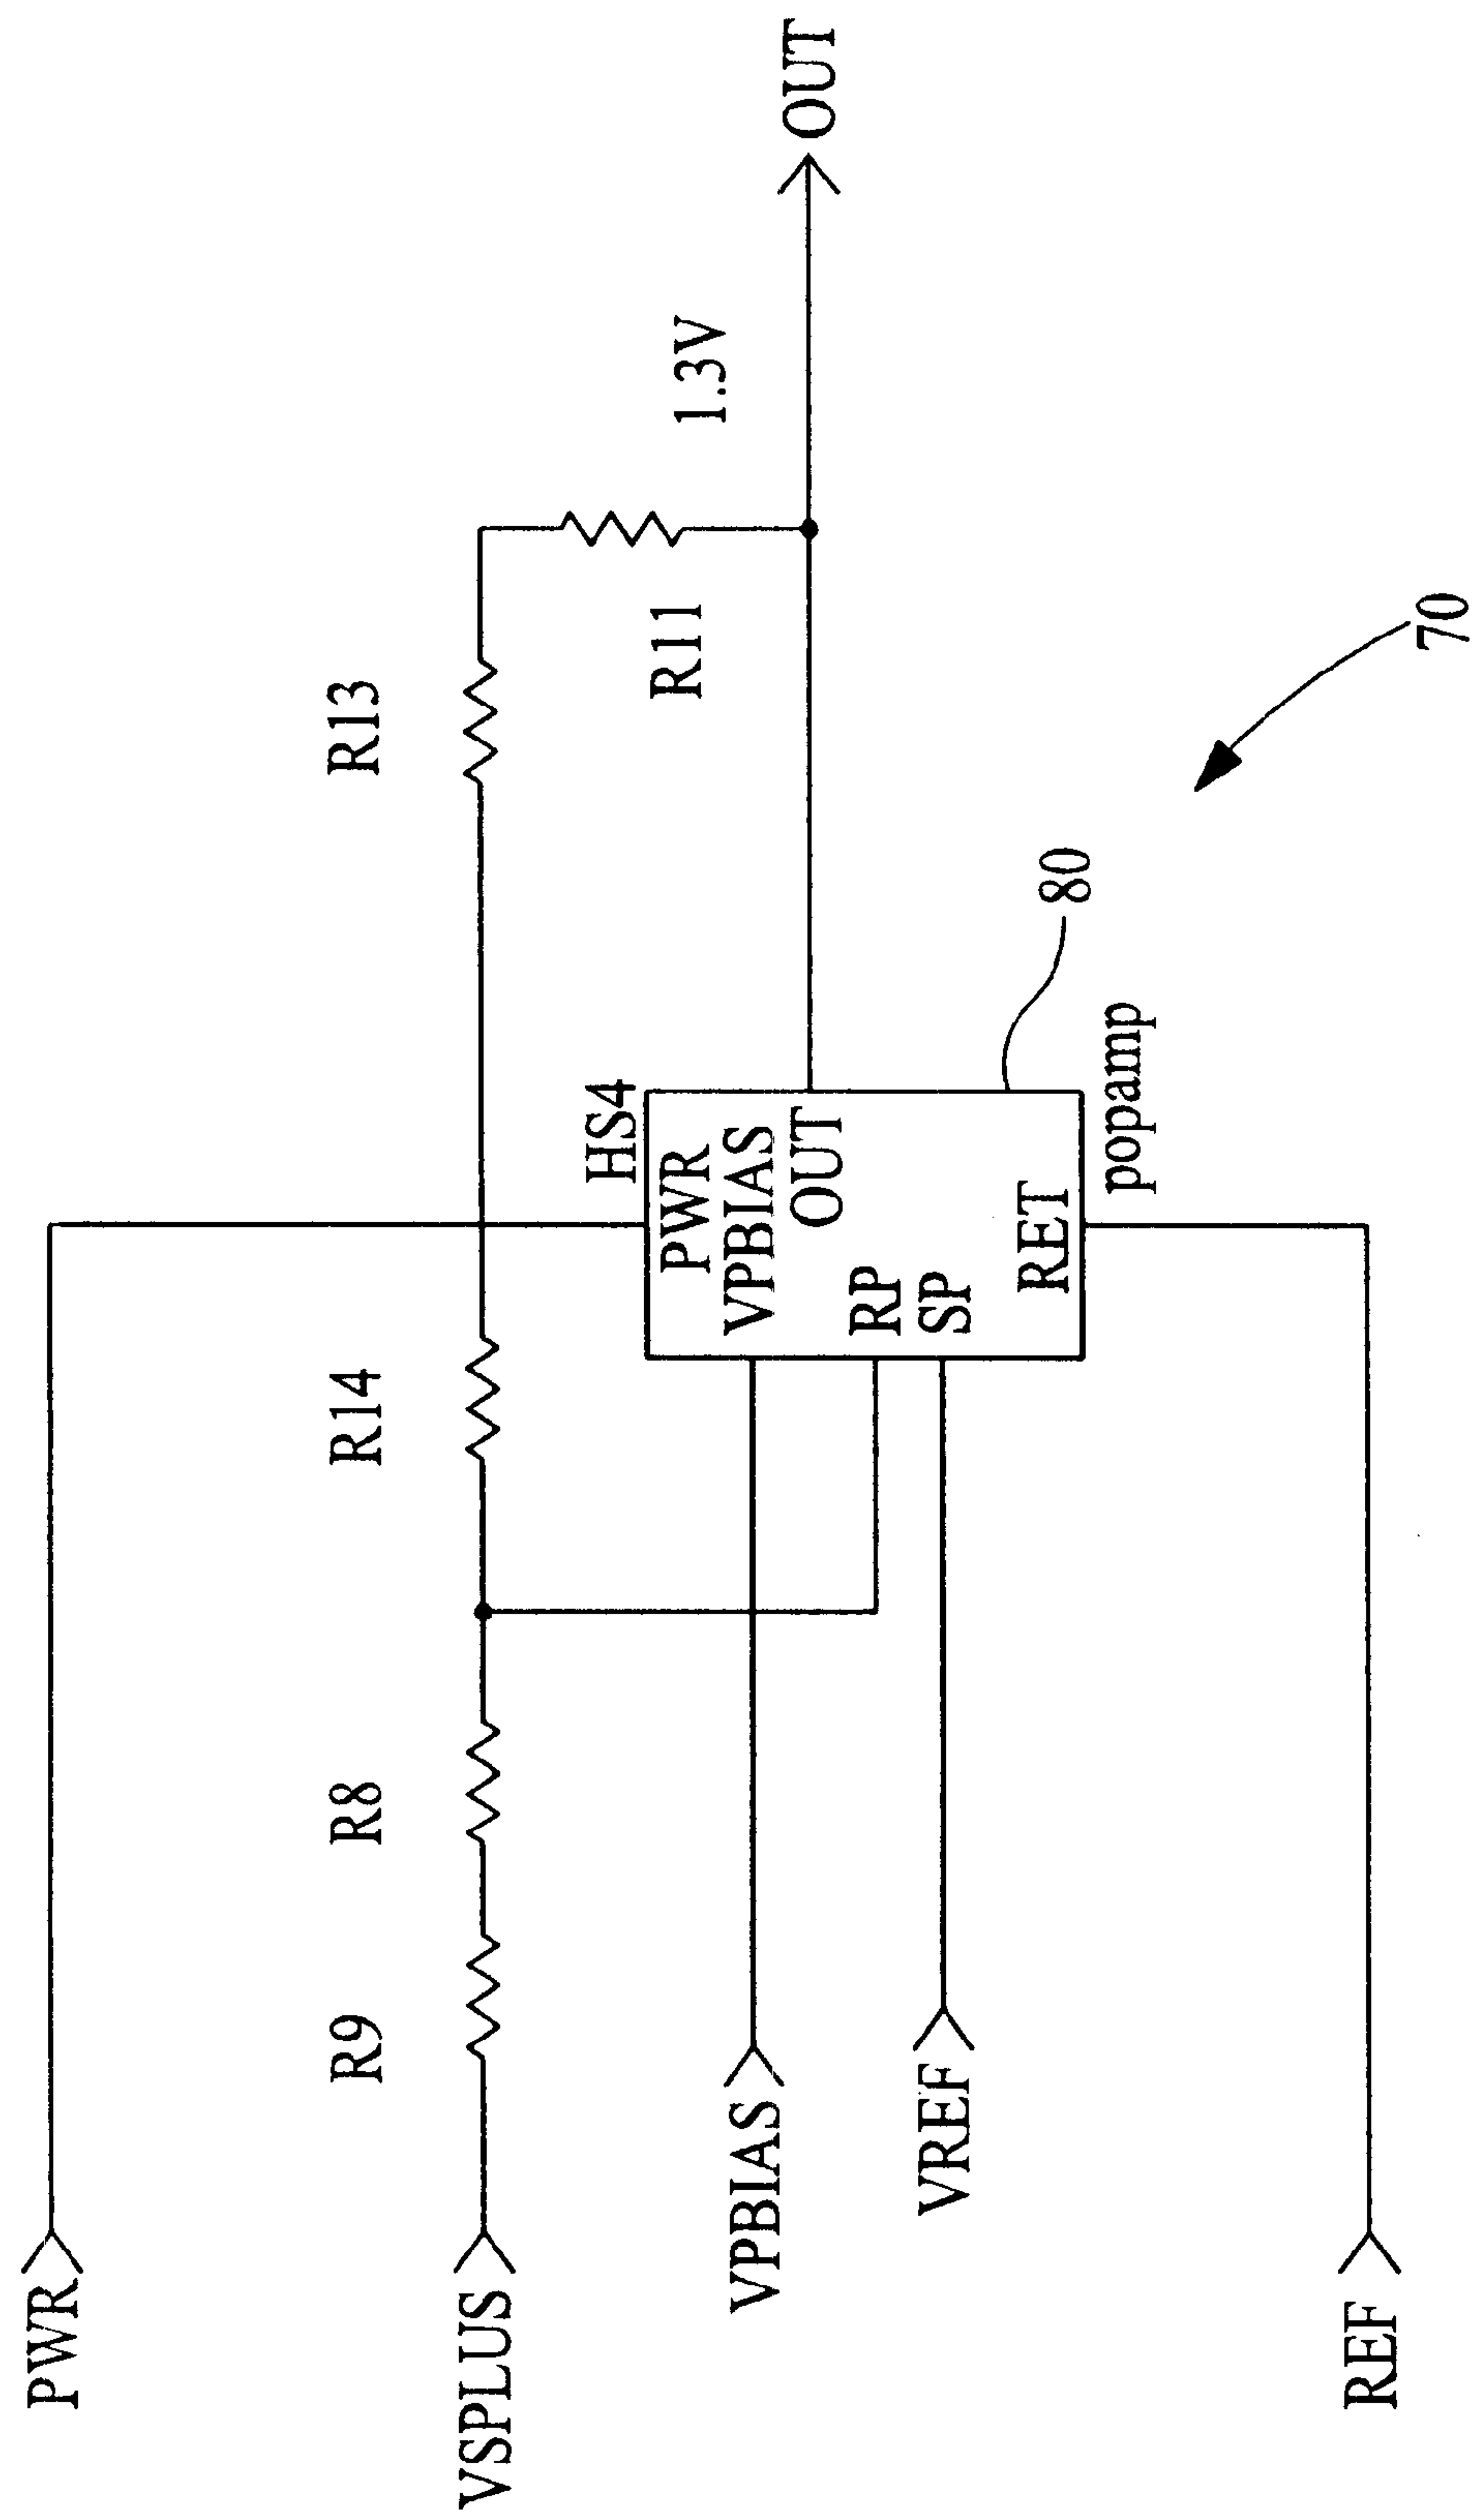 PWR
VSPLUS
R9
R8
R14
R13
R11
1.3V
OUT
HS4
PWR
VPBIAS
OUT
RP
SP
RET
popamp
80
70
VPBIAS
VREF
REF